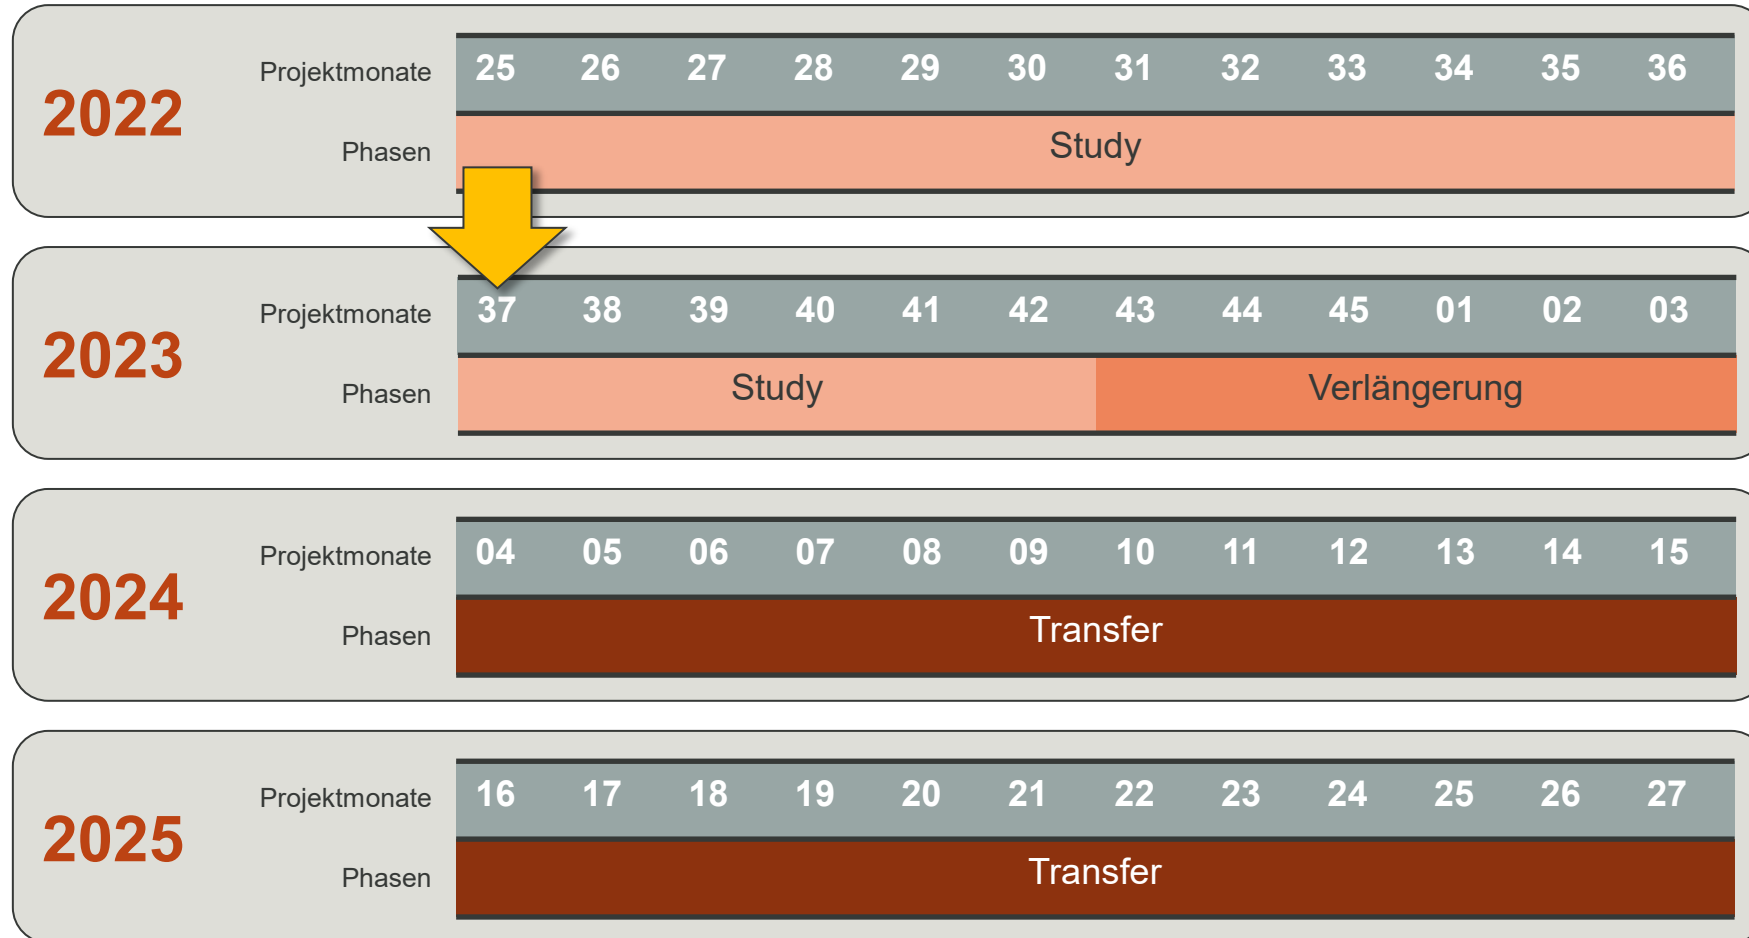 2022
Projektmonate 25 26 27 28 29 30 31 32 33 34 35 36
Phasen Study
2023
Projektmonate 37 38 39 40 41 42 43 44 45 01 02 03
Phasen Study Verlängerung
2024
Projektmonate 04 05 06 07 08 09 10 11 12 13 14 15
Phasen Transfer
2025
Projektmonate 16 17 18 19 20 21 22 23 24 25 26 27
Phasen Transfer